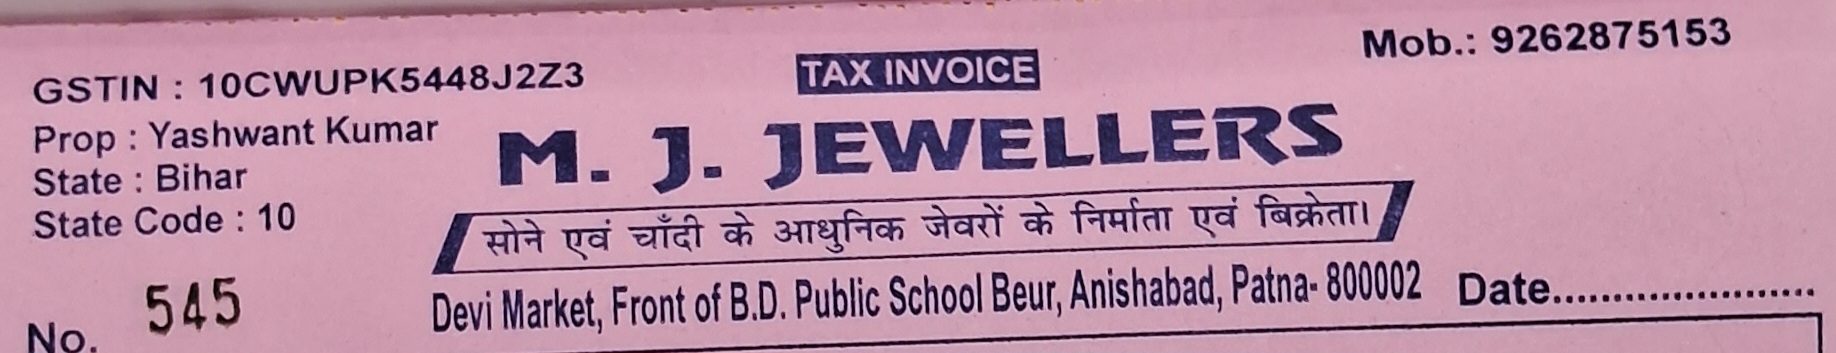 GSTIN : 10CWUPK5448J2Z3
TAX INVOICE
Mob.: 9262875153
Prop : Yashwant Kumar
State : Bihar
State Code : 10
M. J. JEWELLERS
सोने एवं चाँदी के आधुनिक जेवरों के निर्माता एवं बिक्रेता।
Devi Market, Front of B.D. Public School Beur, Anishabad, Patna- 800002
No. 545
Date......................